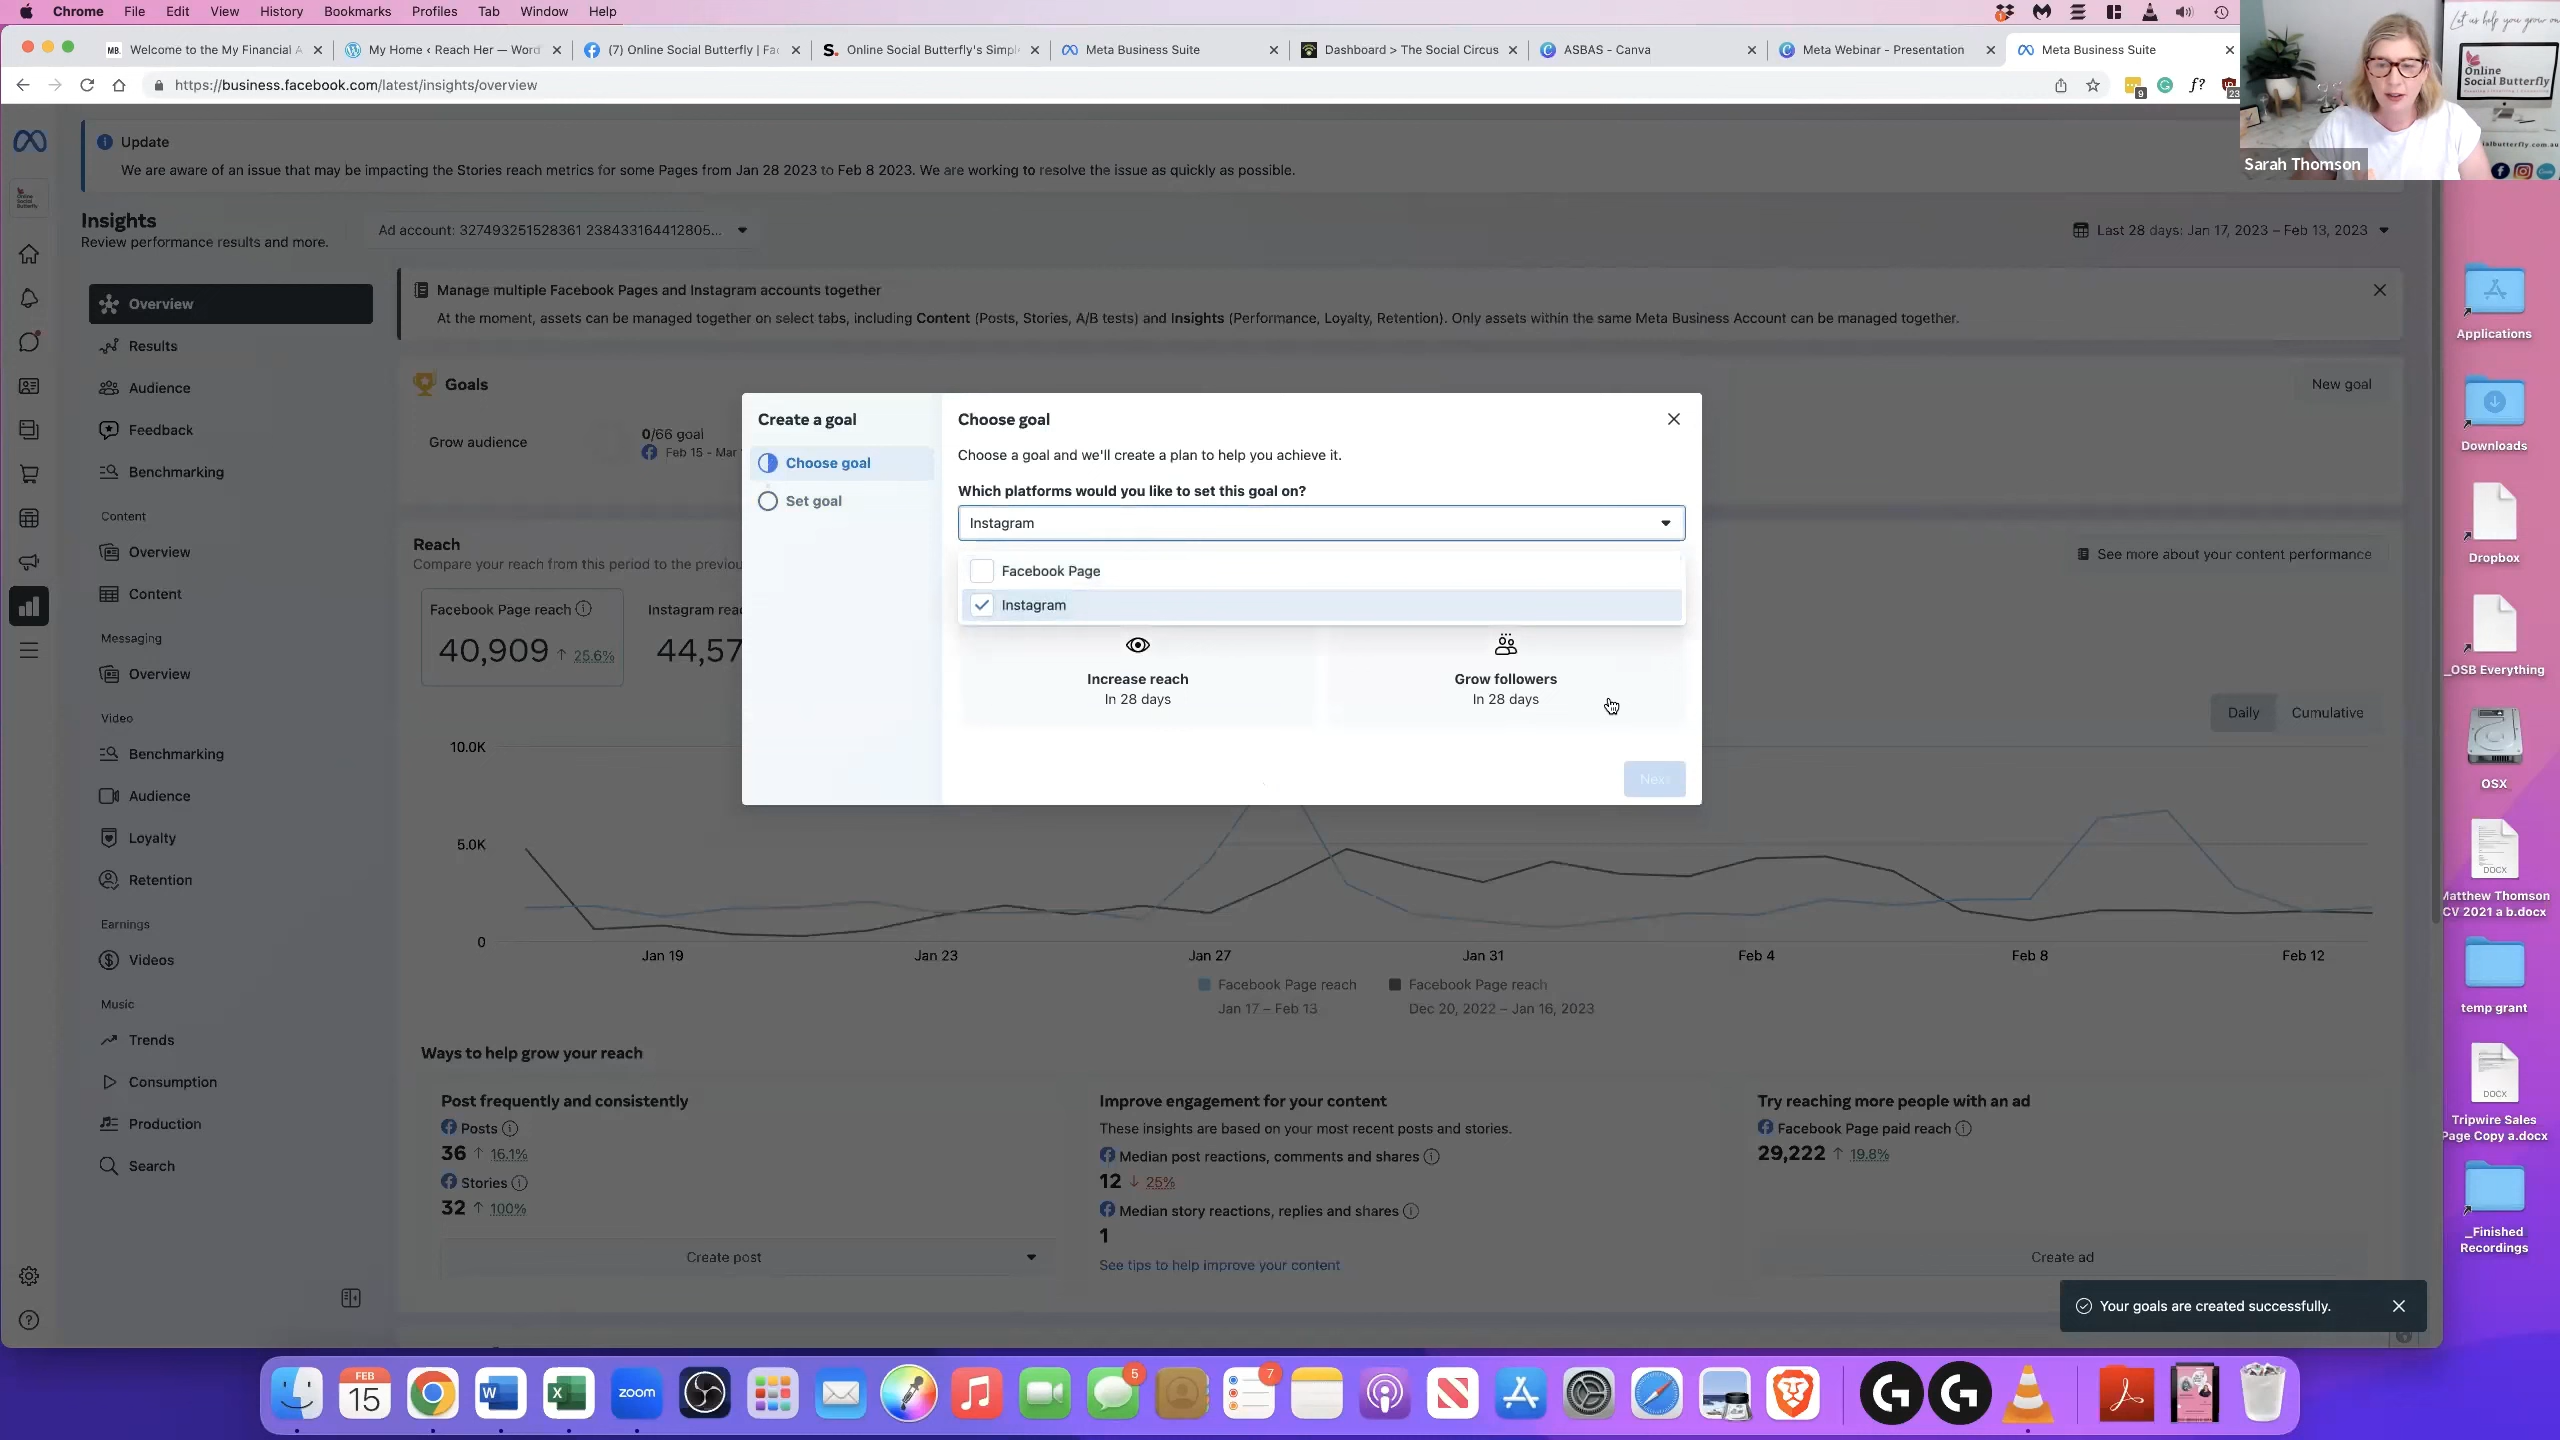 Chrome File Edit View History Bookmarks Profiles Tab Window Help
MB. Welcome to the My Financial A
My Home ‹ Reach Her — Word
(7) Online Social Butterfly | Fac
S. Online Social Butterfly's Simpl
Meta Business Suite
Dashboard > The Social Circus
ASBAS - Canva
Meta Webinar - Presentation
Meta Business Suite
https://business.facebook.com/latest/insights/overview
f?
9
23
Let us help you grow
Online
Social Butterfly
ialbutterfly.com.au
Sarah Thomson
Update
We are aware of an issue that may be impacting the Stories reach metrics for some Pages from Jan 28 2023 to Feb 8 2023. We are working to resolve the issue as quickly as possible.
Insights
Review performance results and more.
Ad account: 327493251528361 238433164412805...
Last 28 days: Jan 17, 2023 – Feb 13, 2023
Overview
Results
Audience
Feedback
Benchmarking
Content
Overview
Content
Messaging
Overview
Video
Benchmarking
Audience
Loyalty
Retention
Earnings
Videos
Music
Trends
Consumption
Production
Search
Manage multiple Facebook Pages and Instagram accounts together
At the moment, assets can be managed together on select tabs, including Content (Posts, Stories, A/B tests) and Insights (Performance, Loyalty, Retention). Only assets within the same Meta Business Account can be managed together.
Goals
New goal
Grow audience
0/66 goal
Feb 15 - Mar
Create a goal
Choose goal
Set goal
Choose goal
Choose a goal and we'll create a plan to help you achieve it.
Which platforms would you like to set this goal on?
Instagram
Facebook Page
Instagram
Increase reach
In 28 days
Grow followers
In 28 days
Next
Reach
Compare your reach from this period to the previou
See more about your content performance
Facebook Page reach
40,909 ↑ 25.6%
Instagram reac
44,57
Daily
Cumulative
10.0K
5.0K
0
Jan 19 Jan 23 Jan 27 Jan 31 Feb 4 Feb 8 Feb 12
Facebook Page reach
Jan 17 – Feb 13
Facebook Page reach
Dec 20, 2022 – Jan 16, 2023
Ways to help grow your reach
Post frequently and consistently
Posts
36 ↑ 16.1%
Stories
32 ↑ 100%
Create post
Improve engagement for your content
These insights are based on your most recent posts and stories.
Median post reactions, comments and shares
12 ↓ 25%
Median story reactions, replies and shares
1
See tips to help improve your content
Try reaching more people with an ad
Facebook Page paid reach
29,222 ↑ 19.8%
Create ad
Your goals are created successfully.
Applications
Downloads
Dropbox
_OSB Everything
OSX
DOCX
Matthew Thomson
CV 2021 a b.docx
temp grant
DOCX
Tripwire Sales
Page Copy a.docx
_Finished
Recordings
FEB
15
W
X
zoom
5
7